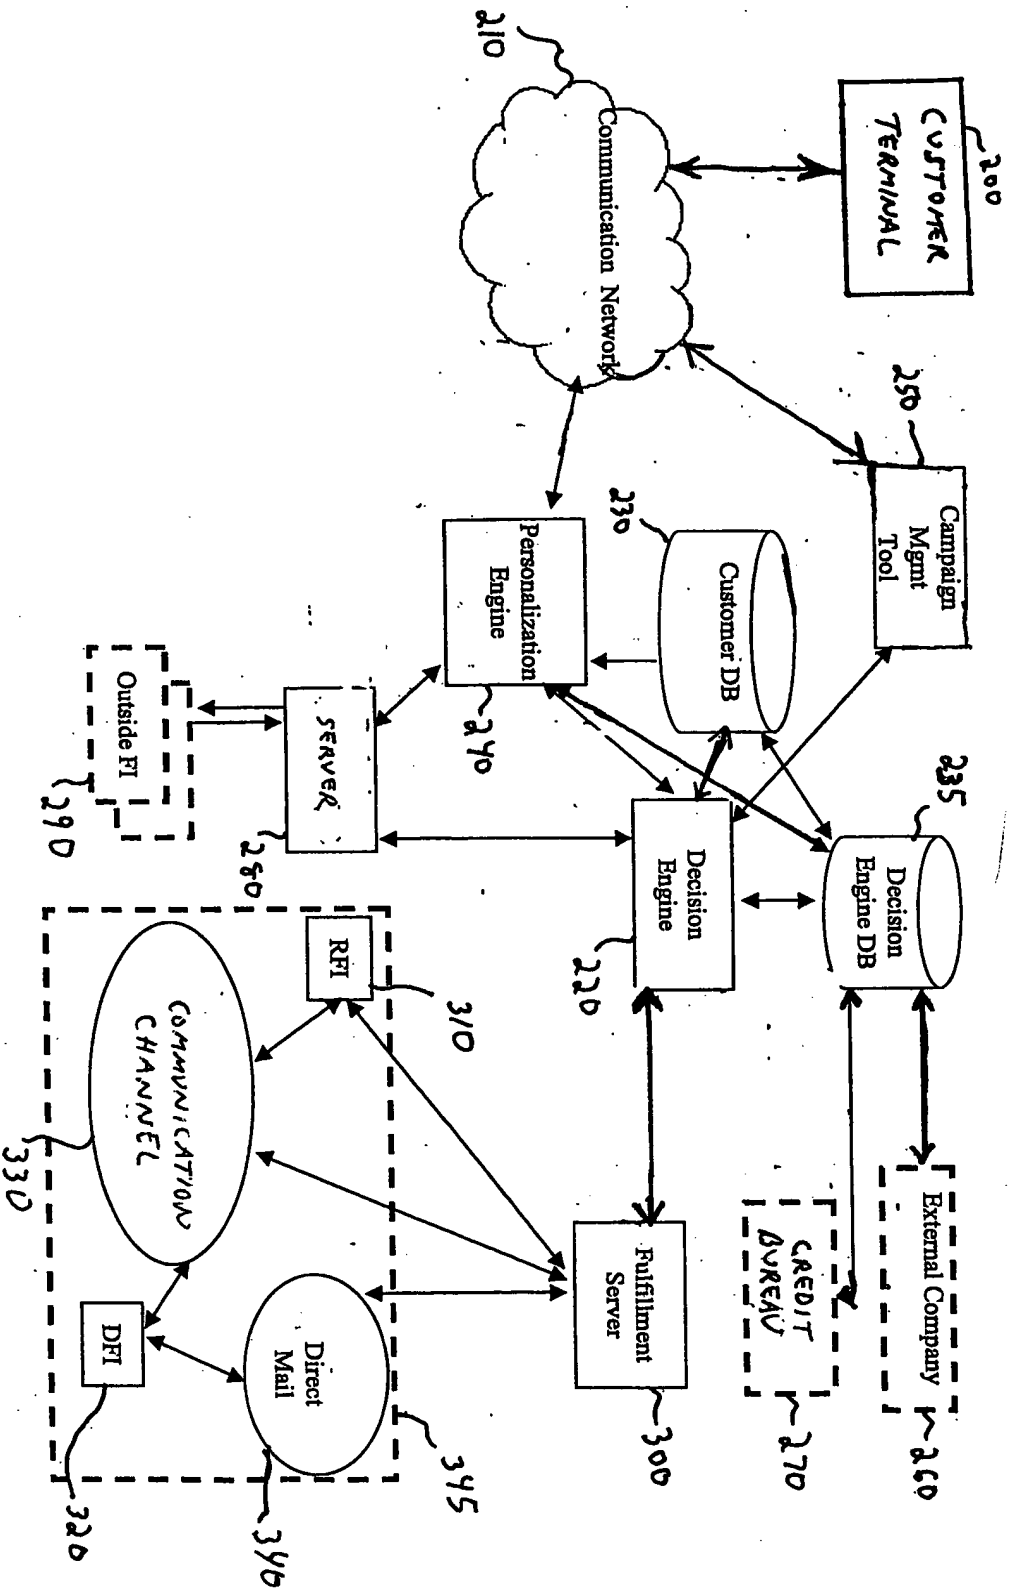 200
CUSTOMER
TERMINAL
210
Communication Network
250
Campaign
Mgmt
Tool
230
Customer DB
Personalization
Engine
240
235
Decision
Engine DB
Decision
Engine
220
SERVER
280
Outside FI
290
External Company
260
CREDIT
BUREAU
270
Fulfillment
Server
300
RFI
310
COMMUNICATION
CHANNEL
330
Direct
Mail
340
345
DFI
320